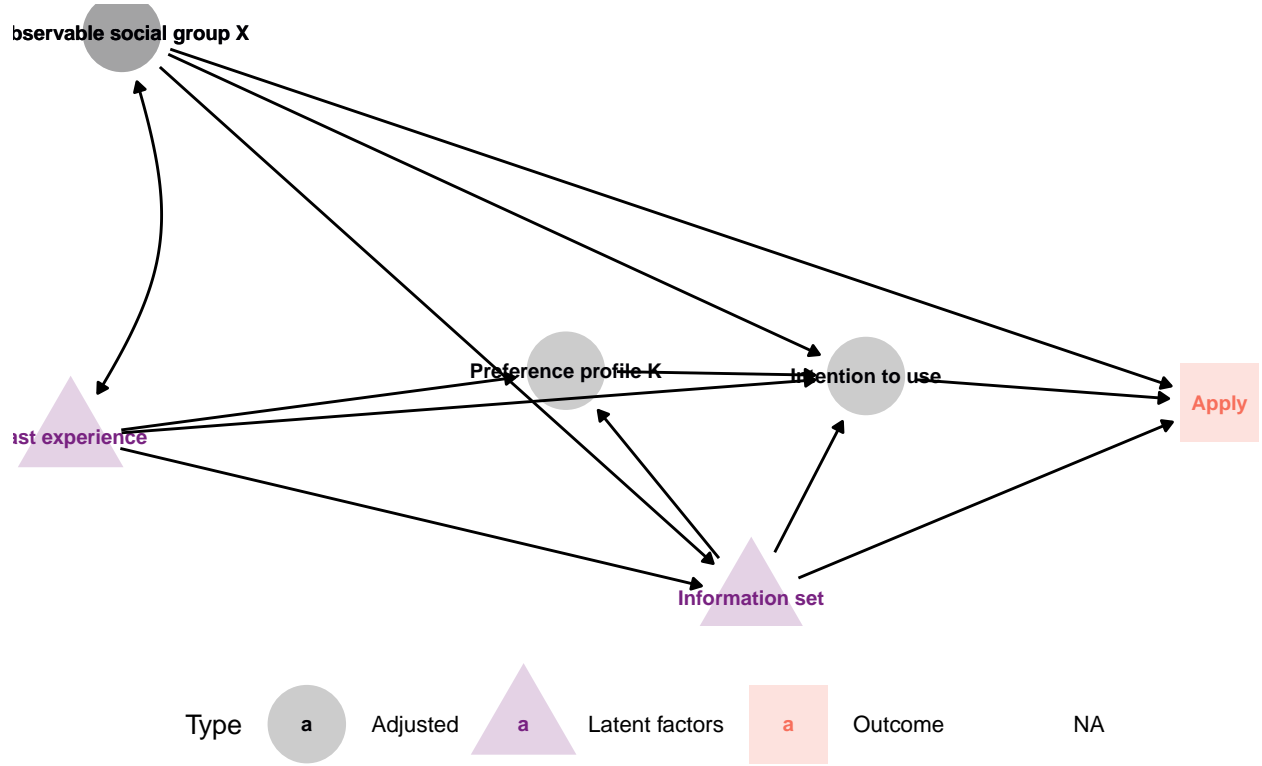 bservable social group X
Preference profile K
Intention to use
Apply
ast experience
Information set
Type
a
Adjusted
a
Latent factors
a
Outcome
NA